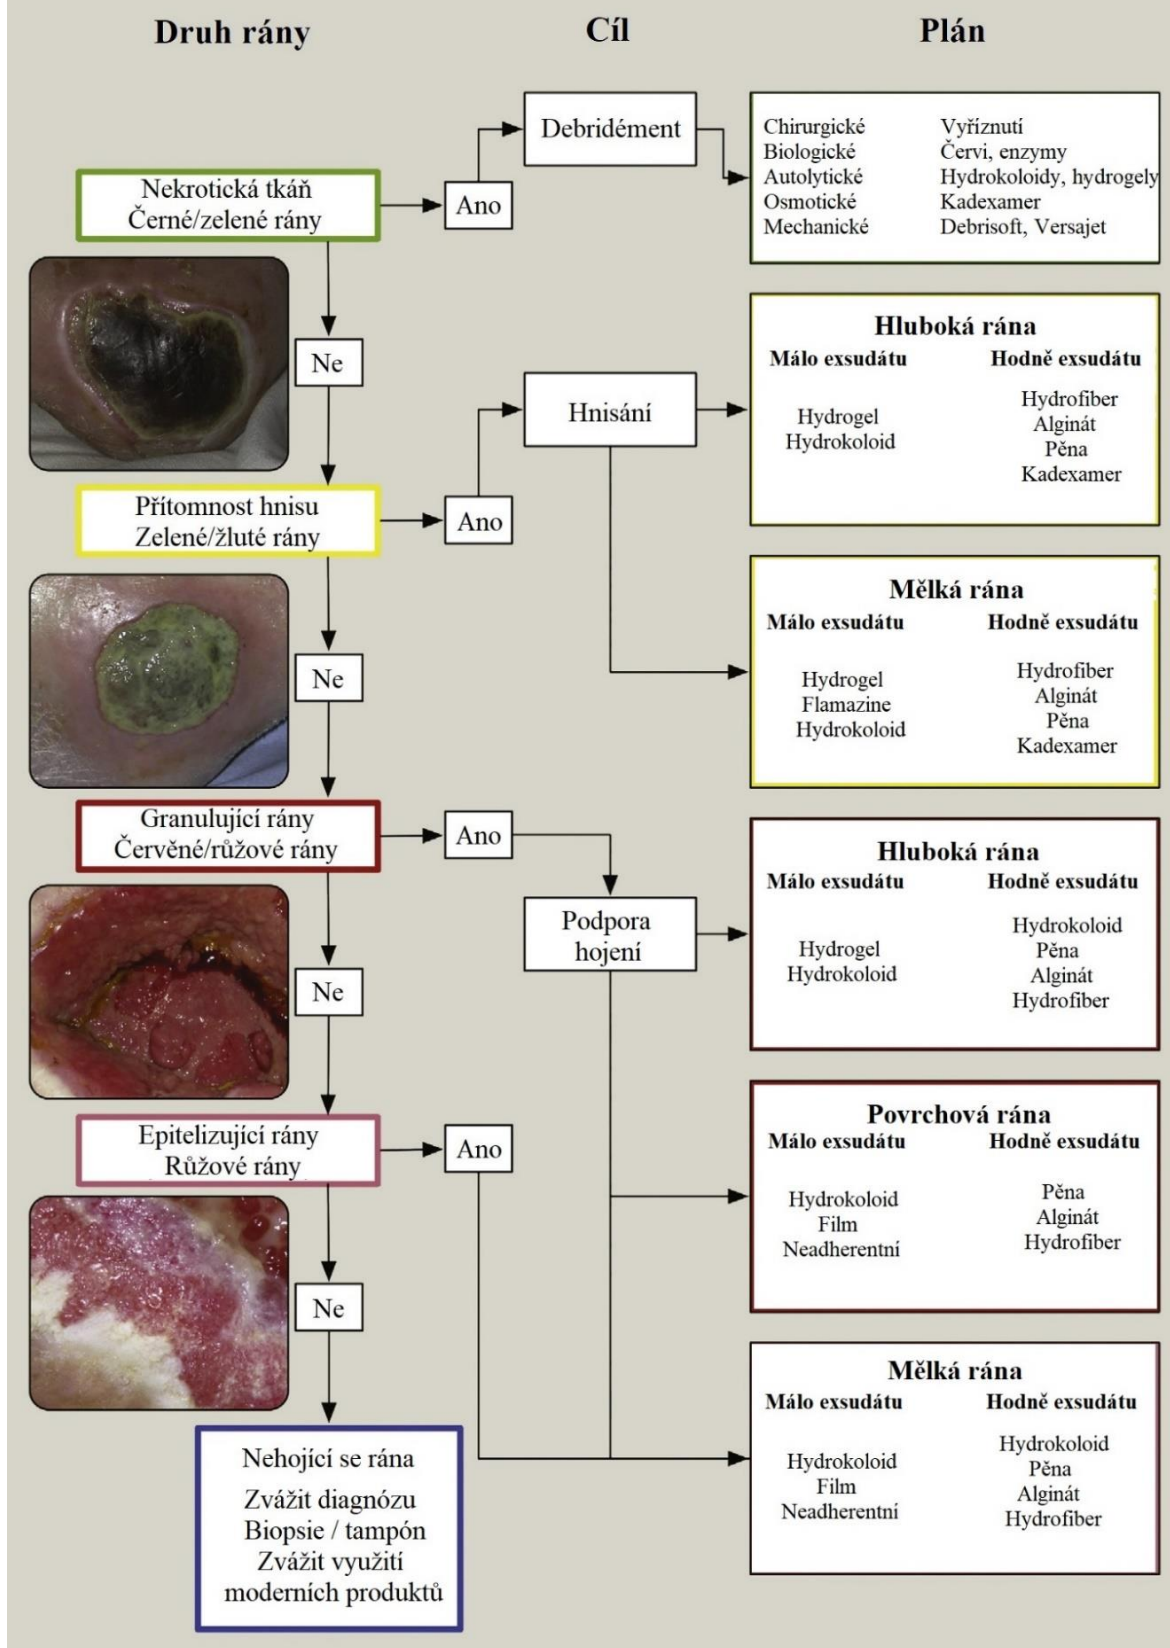 Druh rány
Cíl
Plán
Nekrotická tkáň
Černé/zelené rány
Ano
Debridément
Chirurgické Vyříznutí
Biologické Červi, enzymy
Autolytické Hydrokoloidy, hydrogely
Osmotické Kadexamer
Mechanické Debrisoft, Versajet
Ne
Přítomnost hnisu
Zelené/žluté rány
Ano
Hnisání
Hluboká rána
Málo exsudátu
Hydrogel
Hydrokoloid
Hodně exsudátu
Hydrofiber
Alginát
Pěna
Kadexamer
Mělká rána
Málo exsudátu
Hydrogel
Flamazine
Hydrokoloid
Hodně exsudátu
Hydrofiber
Alginát
Pěna
Kadexamer
Ne
Granulující rány
Červěné/růžové rány
Ano
Podpora
hojení
Hluboká rána
Málo exsudátu
Hydrogel
Hydrokoloid
Hodně exsudátu
Hydrokoloid
Pěna
Alginát
Hydrofiber
Ne
Epitelizující rány
Růžové rány
Ano
Povrchová rána
Málo exsudátu
Hydrokoloid
Film
Neadherentní
Hodně exsudátu
Pěna
Alginát
Hydrofiber
Mělká rána
Málo exsudátu
Hydrokoloid
Film
Neadherentní
Hodně exsudátu
Hydrokoloid
Pěna
Alginát
Hydrofiber
Ne
Nehojící se rána
Zvážit diagnózu
Biopsie / tampón
Zvážit využití
moderních produktů